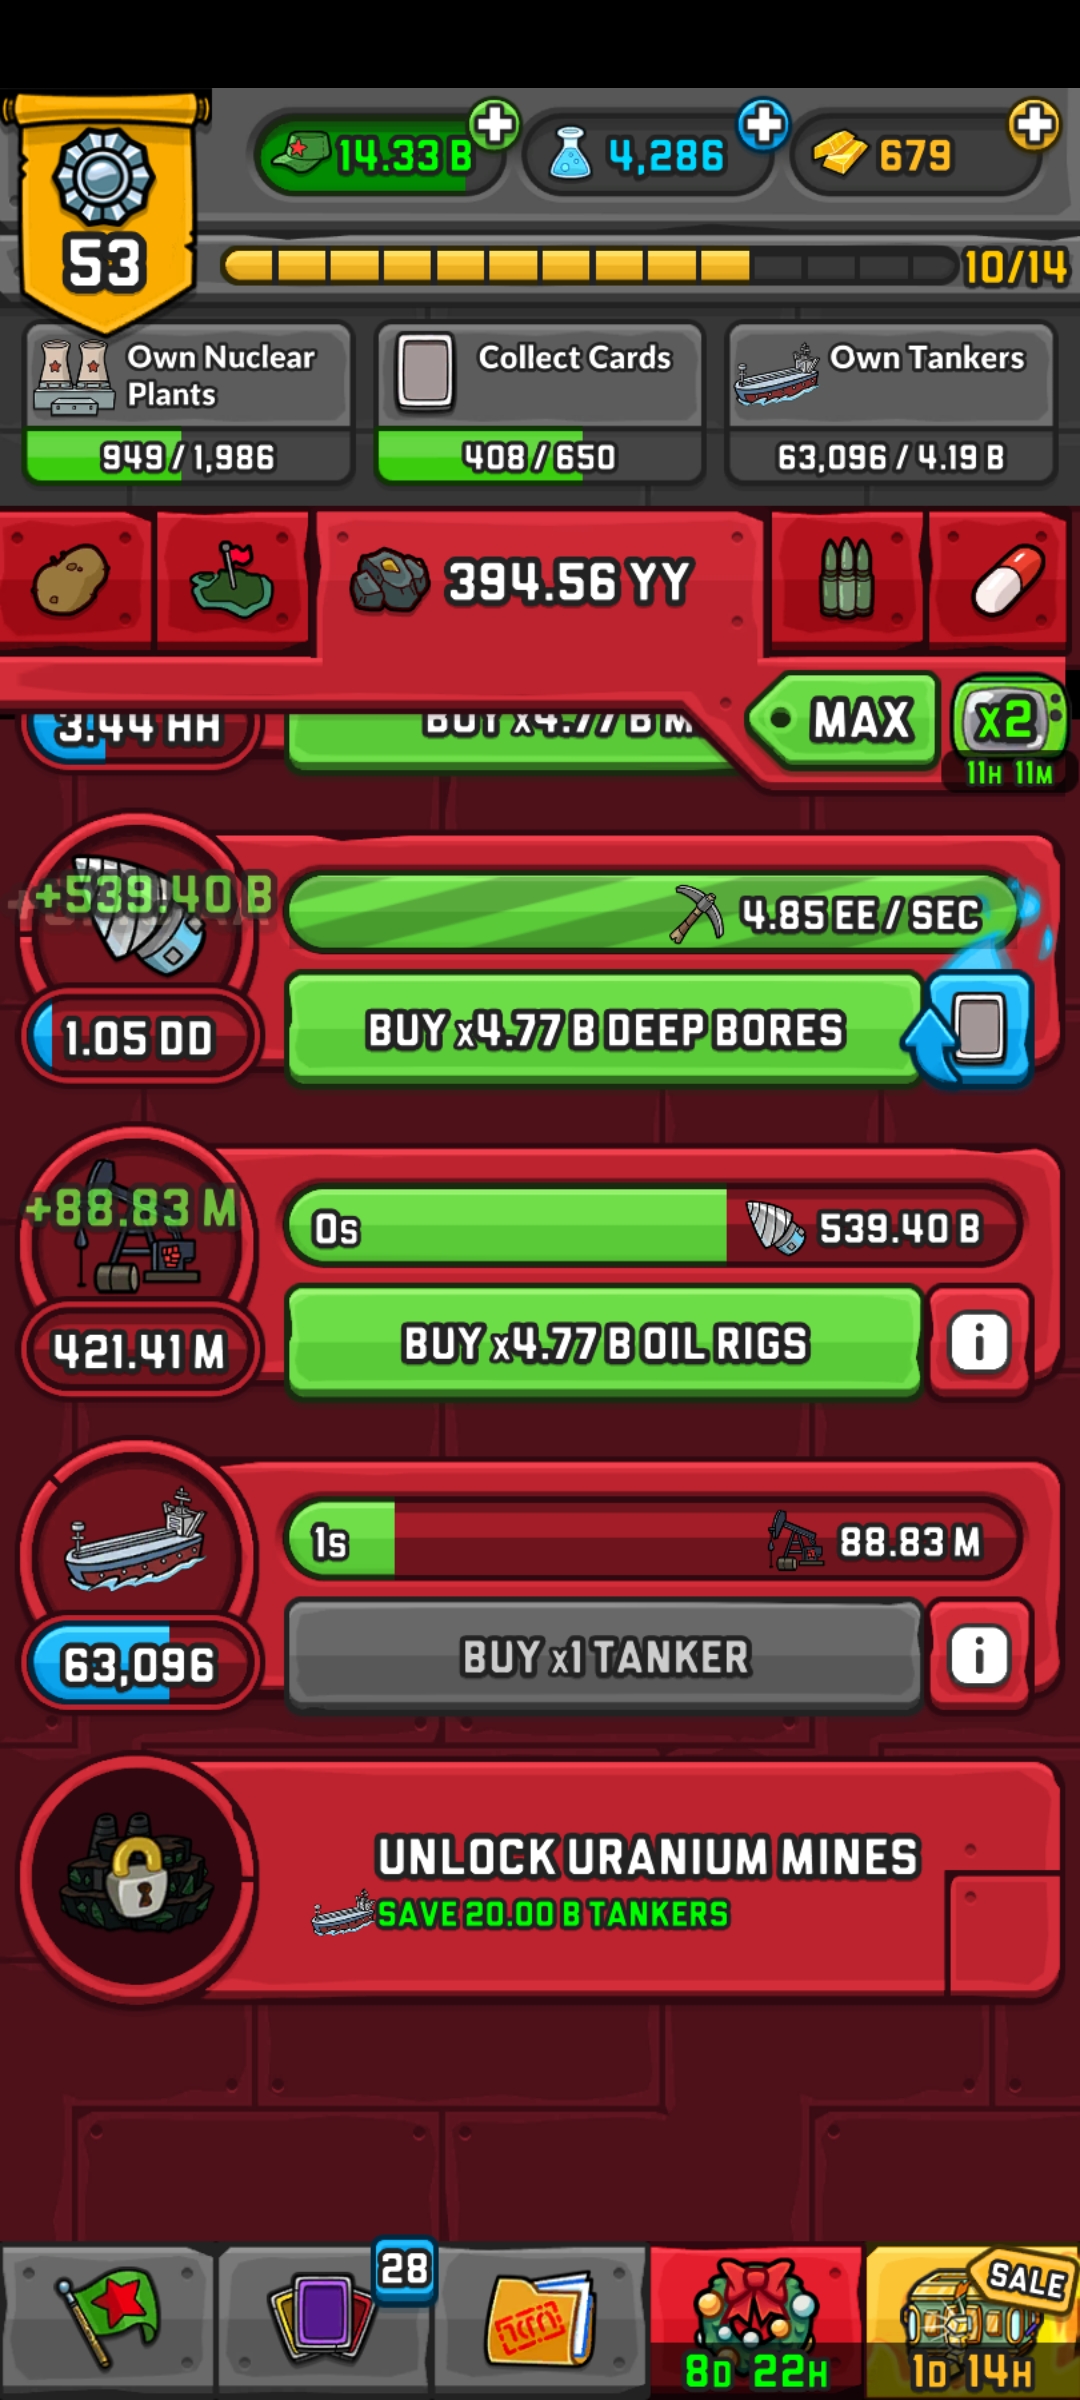 14.33 B
4,286
679
53
10/14
Own Nuclear
Plants
949 / 1,986
Collect Cards
408 / 650
Own Tankers
63,096 / 4.19 B
394.56 YY
MAX
x2
11H 11M
3.44 HH
BUY x4.77 B M
+539.40 B
4.85 EE / SEC
1.05 DD
BUY x4.77 B DEEP BORES
+88.83 M
0s
539.40 B
421.41 M
BUY x4.77 B OIL RIGS
i
1s
88.83 M
63,096
BUY x1 TANKER
i
UNLOCK URANIUM MINES
SAVE 20.00 B TANKERS
28
SALE
8D 22H
1D 14H